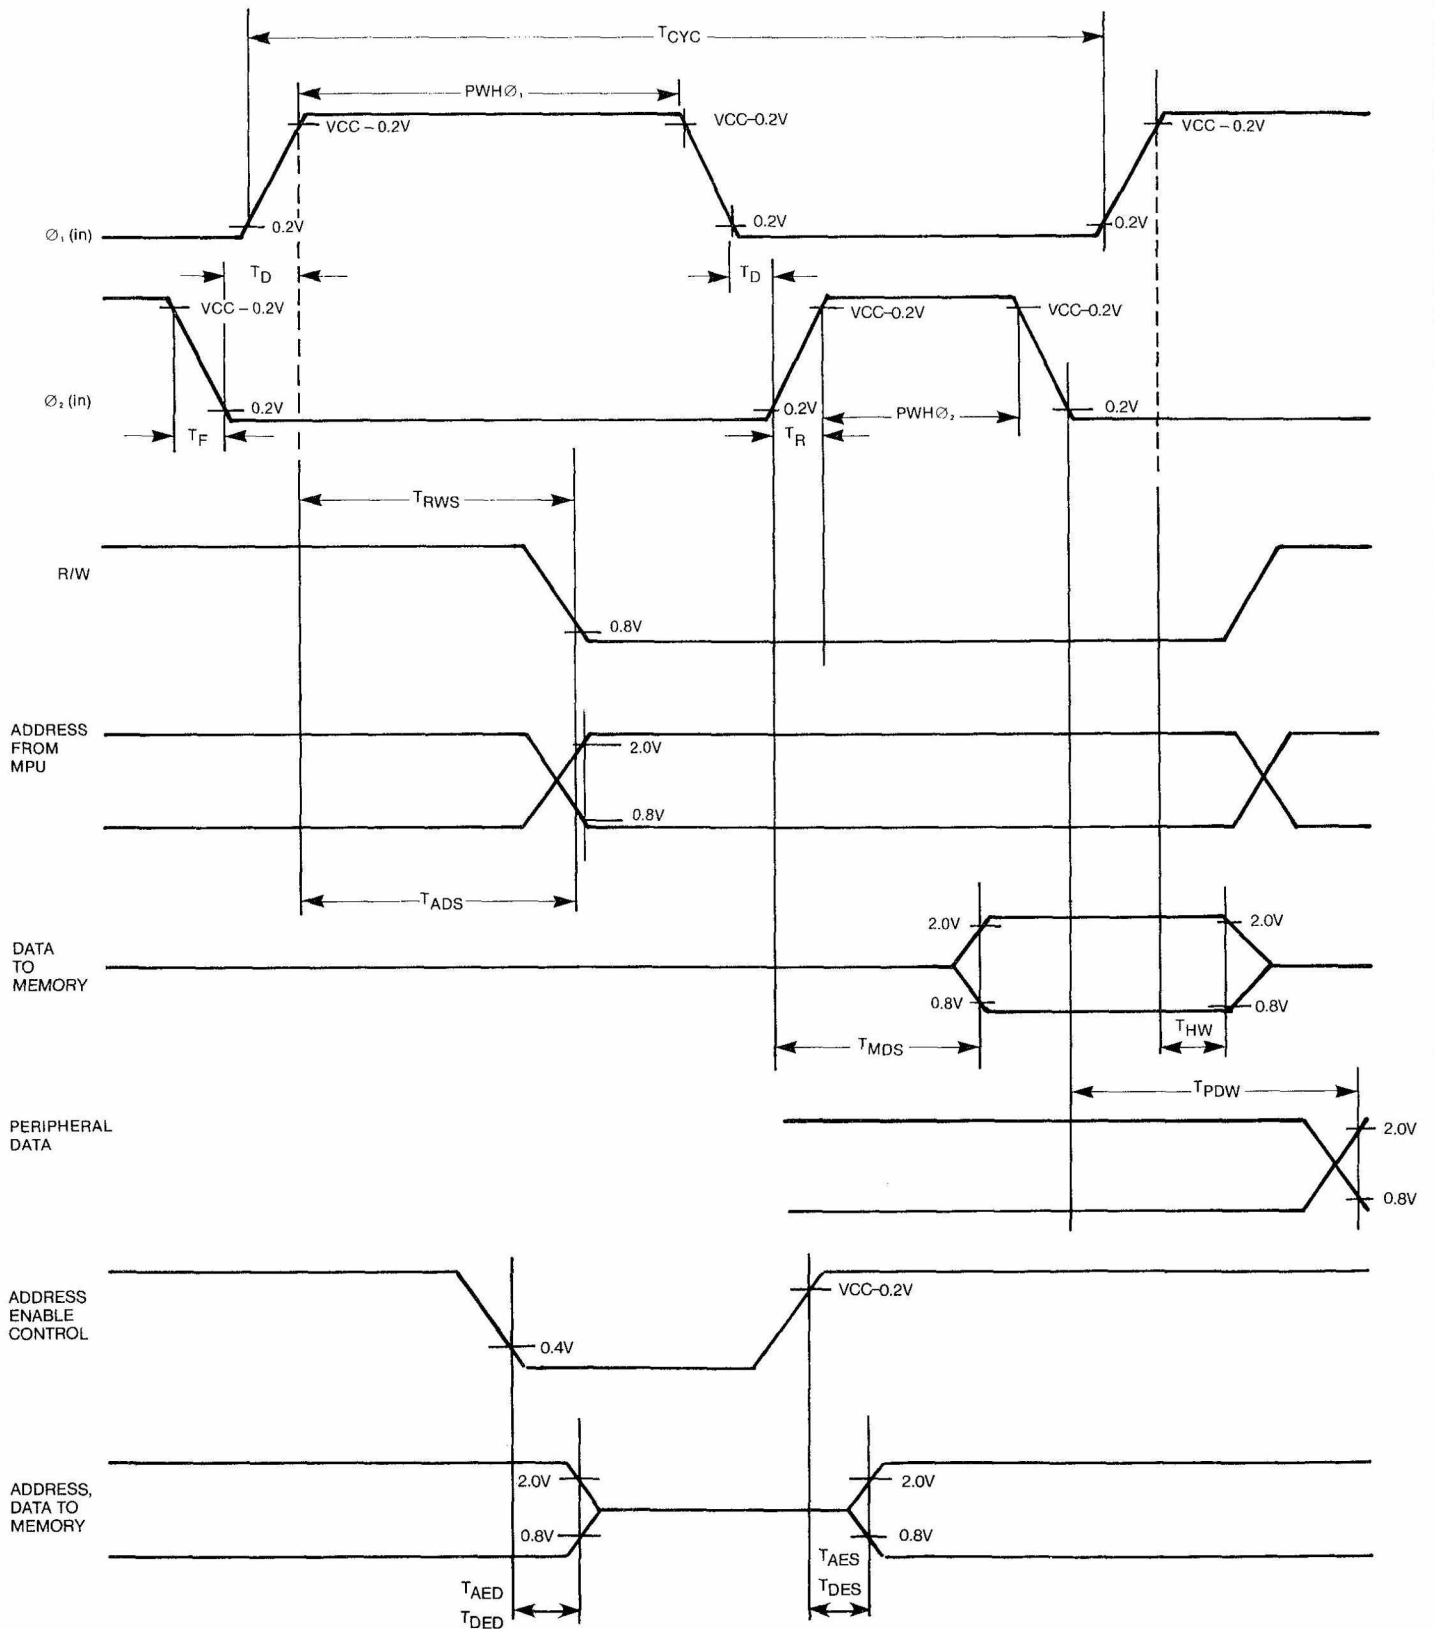 TCYC
PWHØ1
VCC – 0.2V
VCC–0.2V
VCC – 0.2V
Ø1 (in)
0.2V
0.2V
0.2V
TD
TD
VCC – 0.2V
VCC–0.2V
VCC–0.2V
Ø2 (in)
0.2V
0.2V
PWHØ2
0.2V
TF
TR
TRWS
R/W
0.8V
ADDRESS
FROM
MPU
2.0V
0.8V
TADS
DATA
TO
MEMORY
2.0V
2.0V
0.8V
0.8V
THW
TMDS
TPDW
PERIPHERAL
DATA
2.0V
0.8V
ADDRESS
ENABLE
CONTROL
VCC–0.2V
0.4V
ADDRESS,
DATA TO
MEMORY
2.0V
2.0V
0.8V
0.8V
TAED
TDED
TAES
TDES